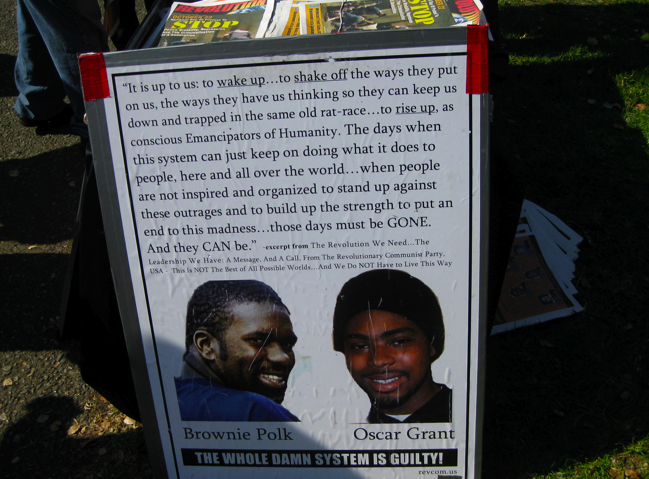 REVOLUTION
STOP
"It is up to us: to wake up…to shake off the ways they put
on us, the ways they have us thinking so they can keep us
down and trapped in the same old rat-race…to rise up, as
conscious Emancipators of Humanity. The days when
this system can just keep on doing what it does to
people, here and all over the world…when people
are not inspired and organized to stand up against
these outrages and to build up the strength to put an
end to this madness…those days must be GONE.
And they CAN be." -excerpt from The Revolution We Need…The
Leadership We Have: A Message, And A Call, From The Revolutionary Communist Party,
USA - This Is NOT The Best of All Possible Worlds…And We Do NOT Have to Live This Way
Brownie Polk Oscar Grant
THE WHOLE DAMN SYSTEM IS GUILTY!
revcom.us